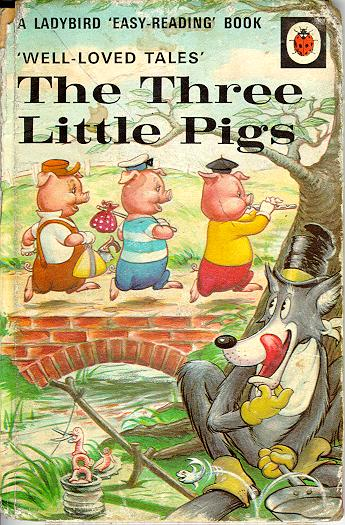 A LADYBIRD 'EASY-READING' BOOK
'WELL-LOVED TALES'
The Three
Little Pigs